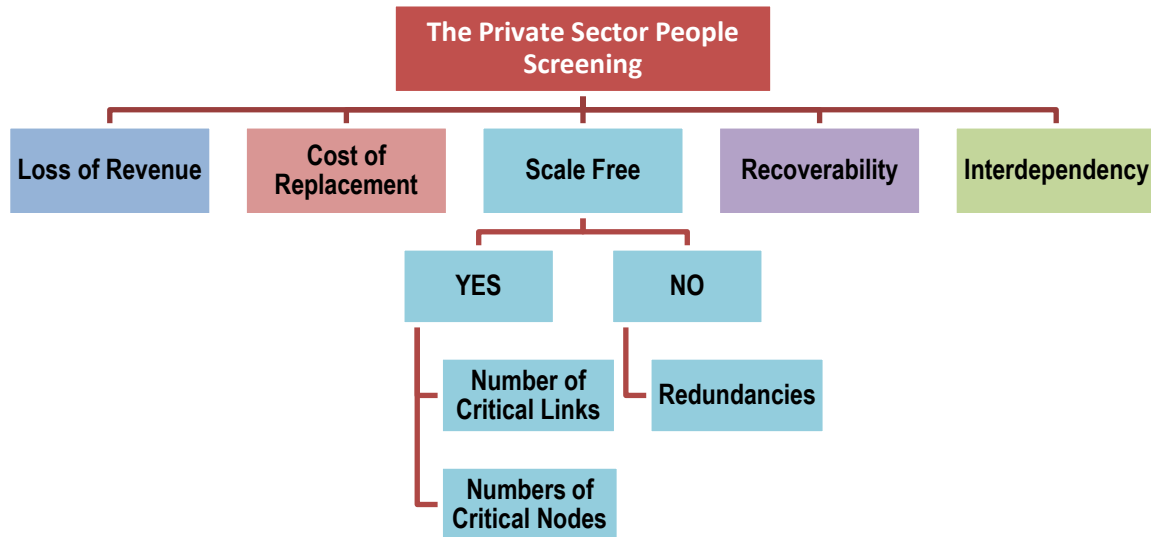 The Private Sector People
Screening
Loss of Revenue
Cost of
Replacement
Scale Free
Recoverability
Interdependency
YES
NO
Number of
Critical Links
Redundancies
Numbers of
Critical Nodes